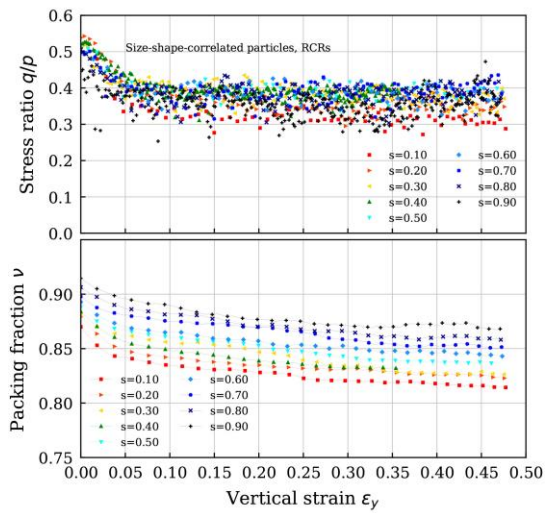 0.6
0.5
0.4
0.3
0.2
0.1
0.0
Stress ratio q/p
Size-shape-correlated particles, RCRs
s=0.10
s=0.20
s=0.30
s=0.40
s=0.50
s=0.60
s=0.70
s=0.80
s=0.90
0.90
0.85
0.80
0.75
Packing fraction ν
s=0.10
s=0.20
s=0.30
s=0.40
s=0.50
s=0.60
s=0.70
s=0.80
s=0.90
0.00 0.05 0.10 0.15 0.20 0.25 0.30 0.35 0.40 0.45 0.50
Vertical strain εy